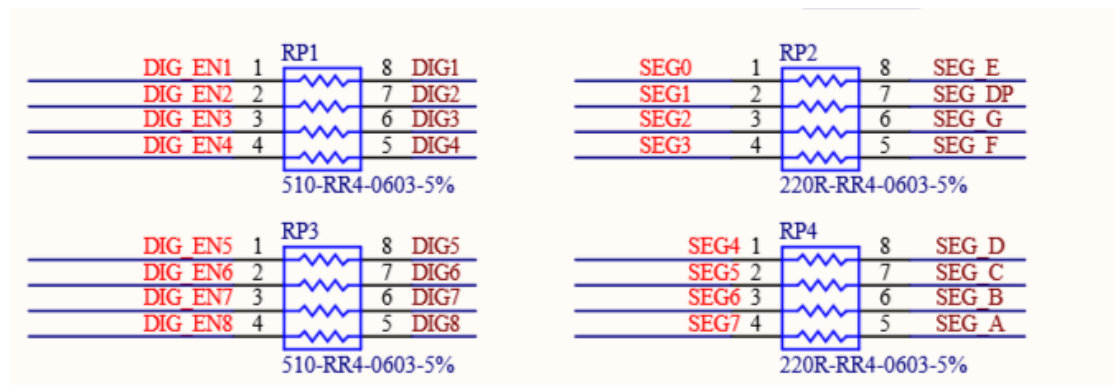 RP1
DIG_EN1 1 8 DIG1
DIG_EN2 2 7 DIG2
DIG_EN3 3 6 DIG3
DIG_EN4 4 5 DIG4
510-RR4-0603-5%
RP2
SEG0 1 8 SEG_E
SEG1 2 7 SEG_DP
SEG2 3 6 SEG_G
SEG3 4 5 SEG_F
220R-RR4-0603-5%
RP3
DIG_EN5 1 8 DIG5
DIG_EN6 2 7 DIG6
DIG_EN7 3 6 DIG7
DIG_EN8 4 5 DIG8
510-RR4-0603-5%
RP4
SEG4 1 8 SEG_D
SEG5 2 7 SEG_C
SEG6 3 6 SEG_B
SEG7 4 5 SEG_A
220R-RR4-0603-5%